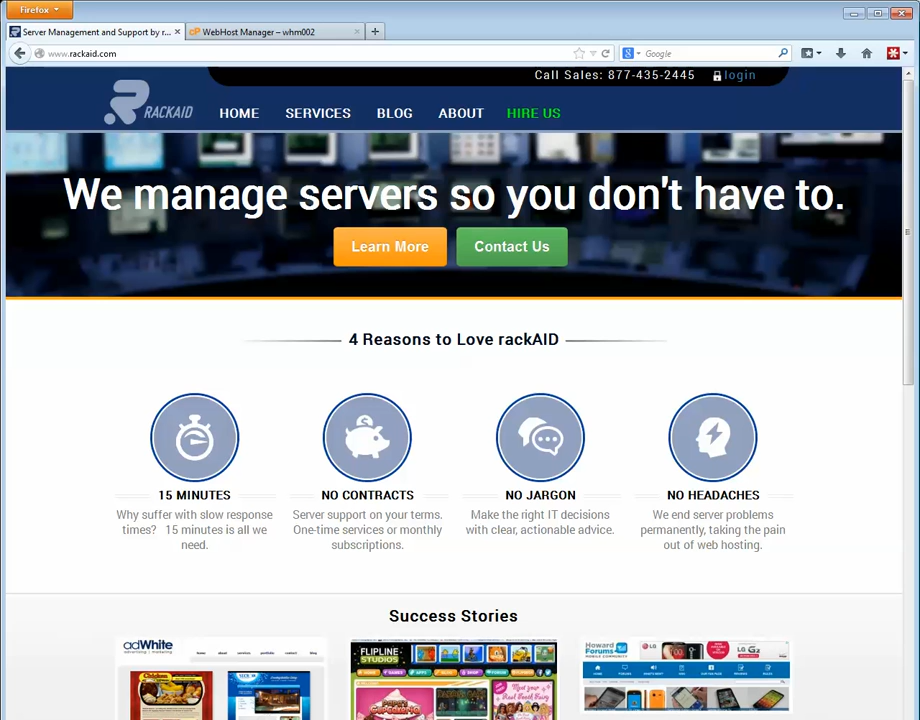 Firefox
Server Management and Support by r...
WebHost Manager – whm002
www.rackaid.com
Google
Call Sales: 877-435-2445
login
RACKAID
HOME
SERVICES
BLOG
ABOUT
HIRE US
We manage servers so you don't have to.
Learn More
Contact Us
4 Reasons to Love rackAID
15 MINUTES
Why suffer with slow response
times? 15 minutes is all we
need.
NO CONTRACTS
Server support on your terms.
One-time services or monthly
subscriptions.
NO JARGON
Make the right IT decisions
with clear, actionable advice.
NO HEADACHES
We end server problems
permanently, taking the pain
out of web hosting.
Success Stories
adWhite
FLIPLINE
STUDIOS
Howard
Forums
LG
LG G2